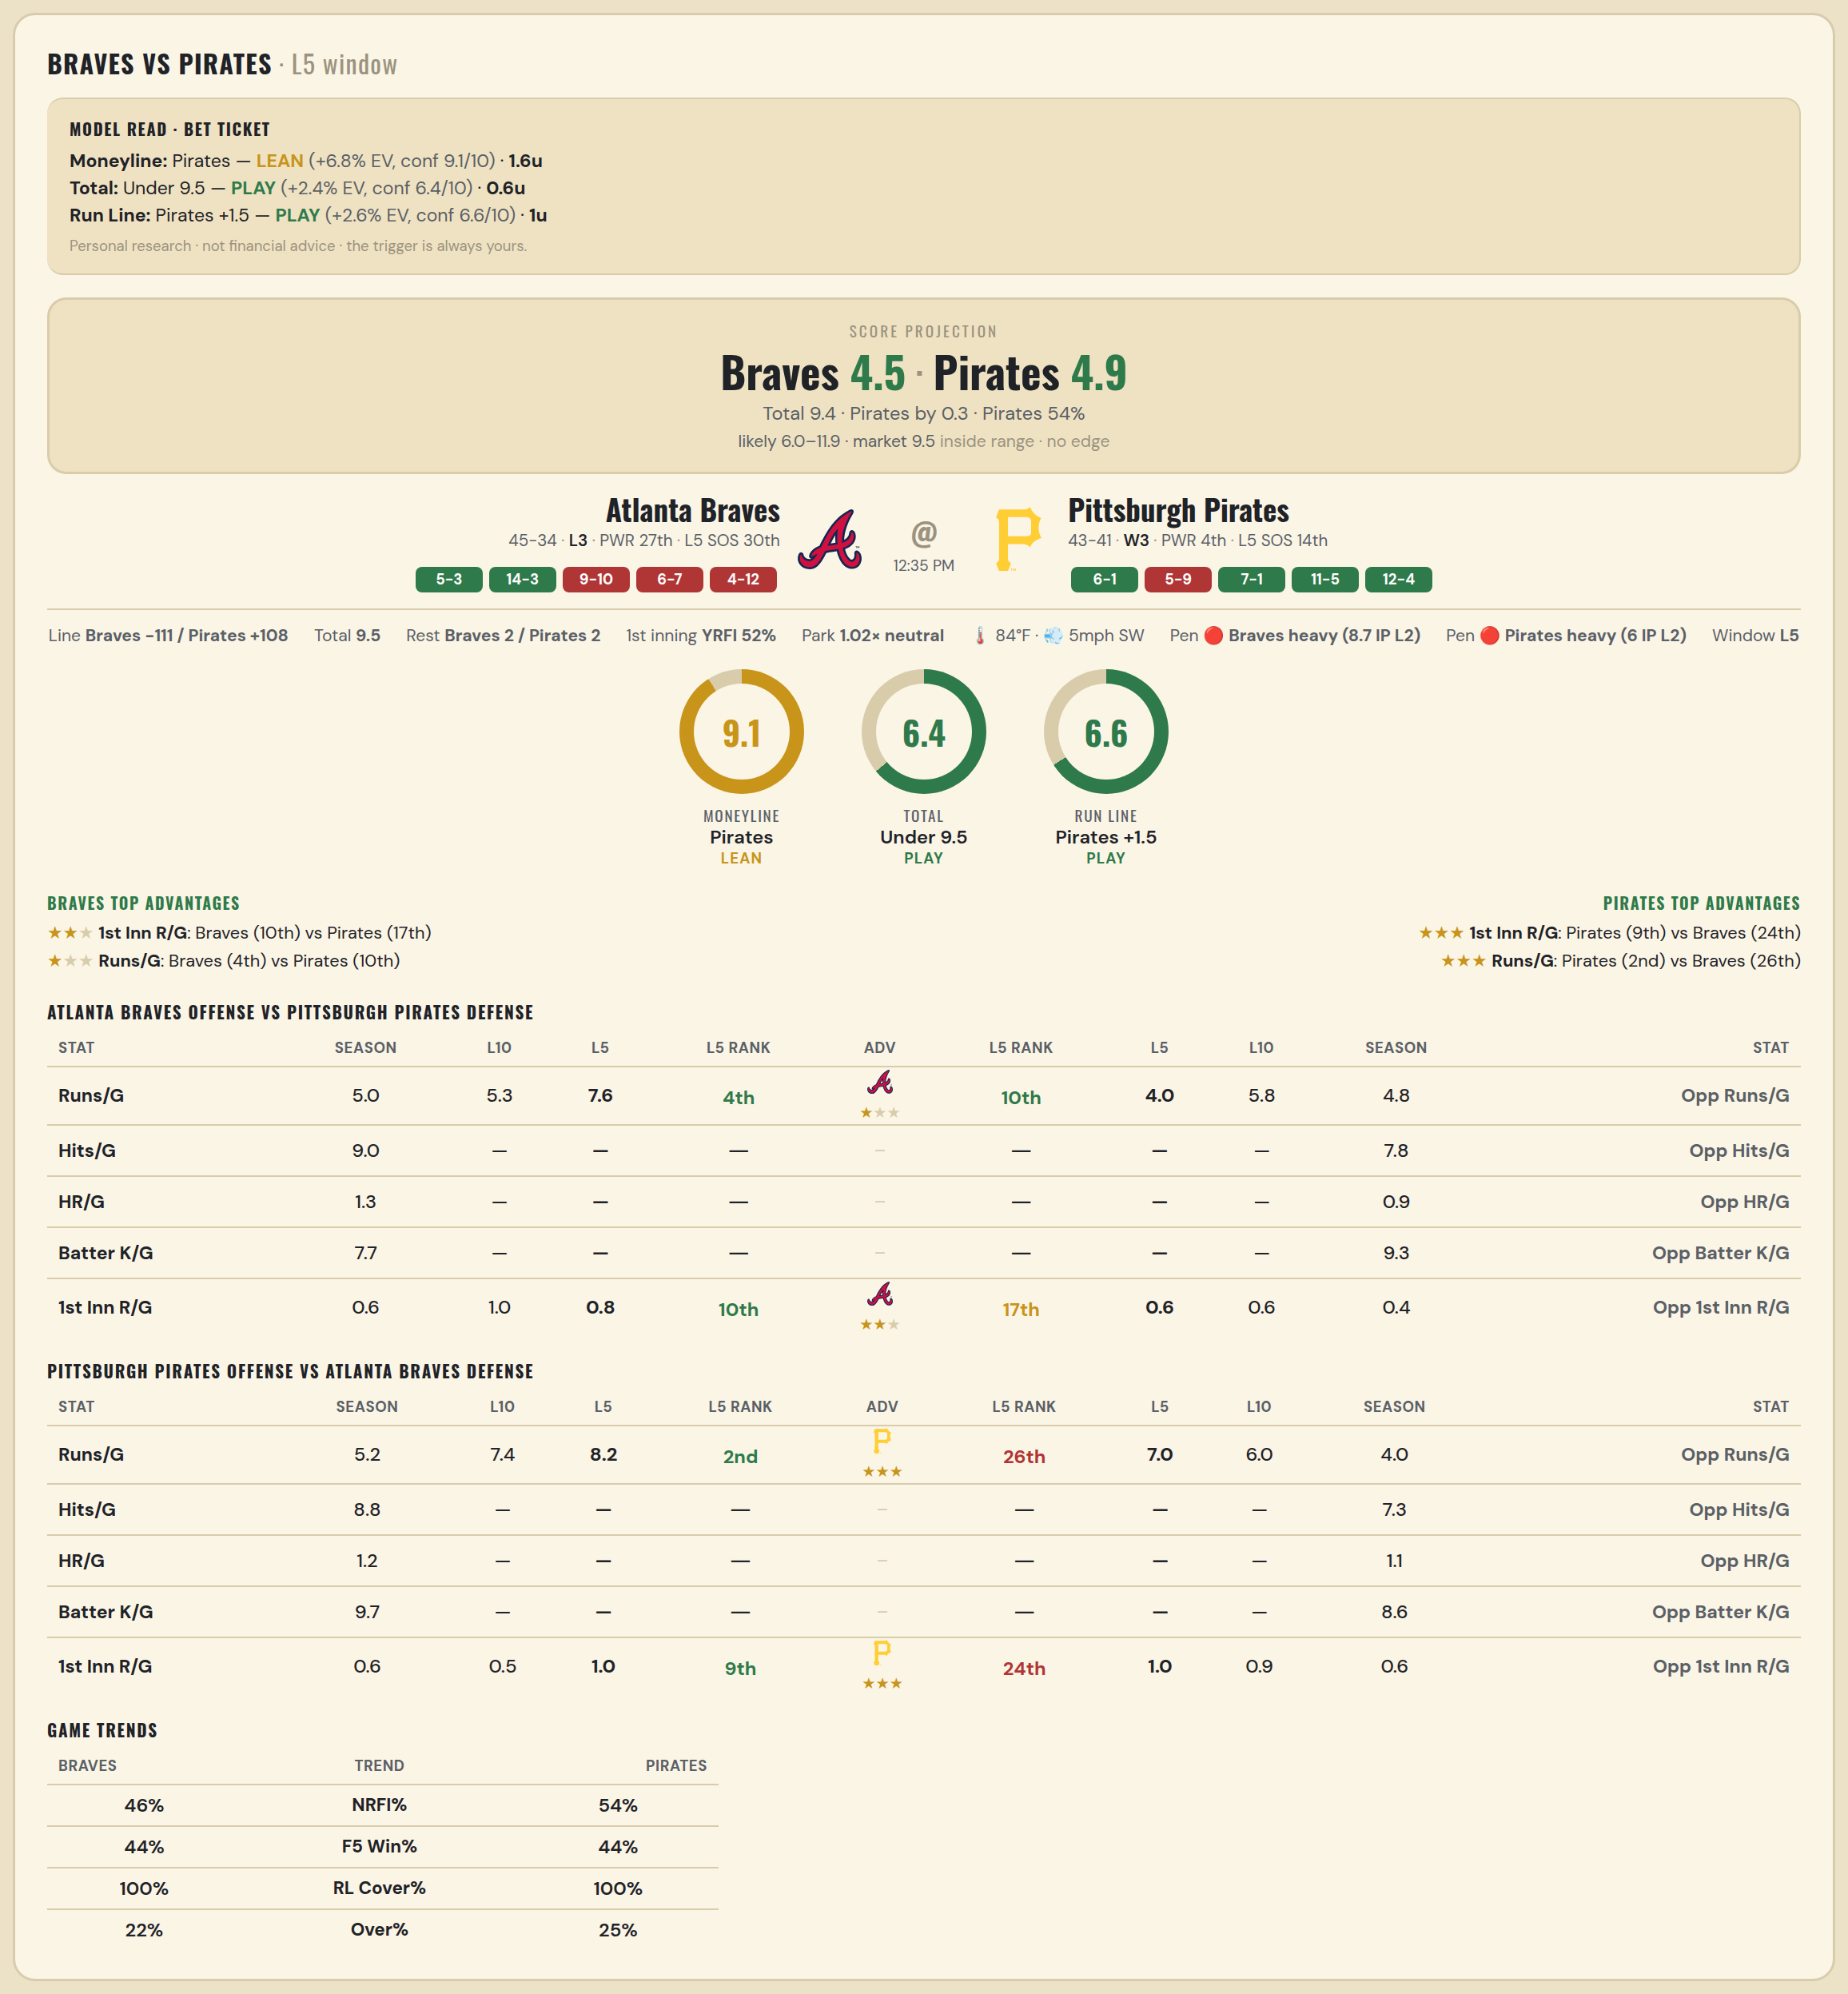 BRAVES VS PIRATES · L5 window
MODEL READ · BET TICKET
Moneyline: Pirates — LEAN (+6.8% EV, conf 9.1/10) · 1.6u
Total: Under 9.5 — PLAY (+2.4% EV, conf 6.4/10) · 0.6u
Run Line: Pirates +1.5 — PLAY (+2.6% EV, conf 6.6/10) · 1u
Personal research · not financial advice · the trigger is always yours.
SCORE PROJECTION
Braves 4.5 · Pirates 4.9
Total 9.4 · Pirates by 0.3 · Pirates 54%
likely 6.0–11.9 · market 9.5 inside range · no edge
Atlanta Braves
45-34 · L3 · PWR 27th · L5 SOS 30th
5-3 14-3 9-10 6-7 4-12
@
12:35 PM
Pittsburgh Pirates
43-41 · W3 · PWR 4th · L5 SOS 14th
6-1 5-9 7-1 11-5 12-4
Line Braves -111 / Pirates +108 Total 9.5 Rest Braves 2 / Pirates 2 1st inning YRFI 52% Park 1.02× neutral 🌡️ 84°F · 💨 5mph SW Pen 🔴 Braves heavy (8.7 IP L2) Pen 🔴 Pirates heavy (6 IP L2) Window L5
9.1 6.4 6.6
MONEYLINE TOTAL RUN LINE
Pirates Under 9.5 Pirates +1.5
LEAN PLAY PLAY
BRAVES TOP ADVANTAGES
★★★ 1st Inn R/G: Braves (10th) vs Pirates (17th)
★★★ Runs/G: Braves (4th) vs Pirates (10th)
PIRATES TOP ADVANTAGES
★★★ 1st Inn R/G: Pirates (9th) vs Braves (24th)
★★★ Runs/G: Pirates (2nd) vs Braves (26th)
ATLANTA BRAVES OFFENSE VS PITTSBURGH PIRATES DEFENSE
STAT SEASON L10 L5 L5 RANK ADV L5 RANK L5 L10 SEASON STAT
Runs/G 5.0 5.3 7.6 4th ★★★ 10th 4.0 5.8 4.8 Opp Runs/G
Hits/G 9.0 — — — – — — — 7.8 Opp Hits/G
HR/G 1.3 — — — – — — — 0.9 Opp HR/G
Batter K/G 7.7 — — — – — — — 9.3 Opp Batter K/G
1st Inn R/G 0.6 1.0 0.8 10th ★★★ 17th 0.6 0.6 0.4 Opp 1st Inn R/G
PITTSBURGH PIRATES OFFENSE VS ATLANTA BRAVES DEFENSE
STAT SEASON L10 L5 L5 RANK ADV L5 RANK L5 L10 SEASON STAT
Runs/G 5.2 7.4 8.2 2nd ★★★ 26th 7.0 6.0 4.0 Opp Runs/G
Hits/G 8.8 — — — – — — — 7.3 Opp Hits/G
HR/G 1.2 — — — – — — — 1.1 Opp HR/G
Batter K/G 9.7 — — — – — — — 8.6 Opp Batter K/G
1st Inn R/G 0.6 0.5 1.0 9th ★★★ 24th 1.0 0.9 0.6 Opp 1st Inn R/G
GAME TRENDS
BRAVES TREND PIRATES
46% NRFI% 54%
44% F5 Win% 44%
100% RL Cover% 100%
22% Over% 25%